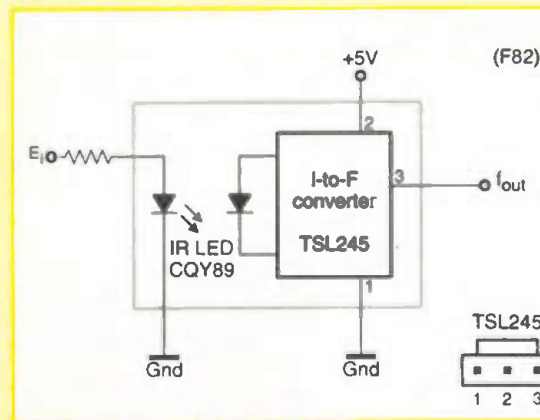 +5V
(F82)
2
Ei
I-to-F
converter
3
fout
TSL245
IR LED
CQY89
1
Gnd
Gnd
TSL245
1 2 3